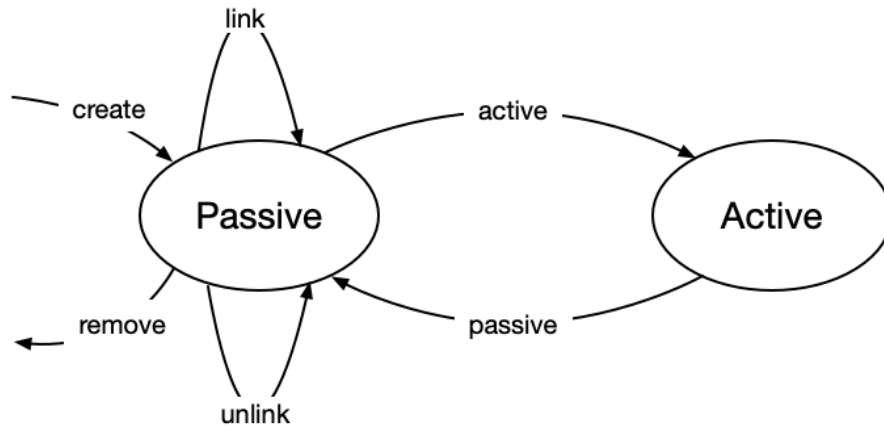 link
create
active
Passive
Active
remove
passive
unlink